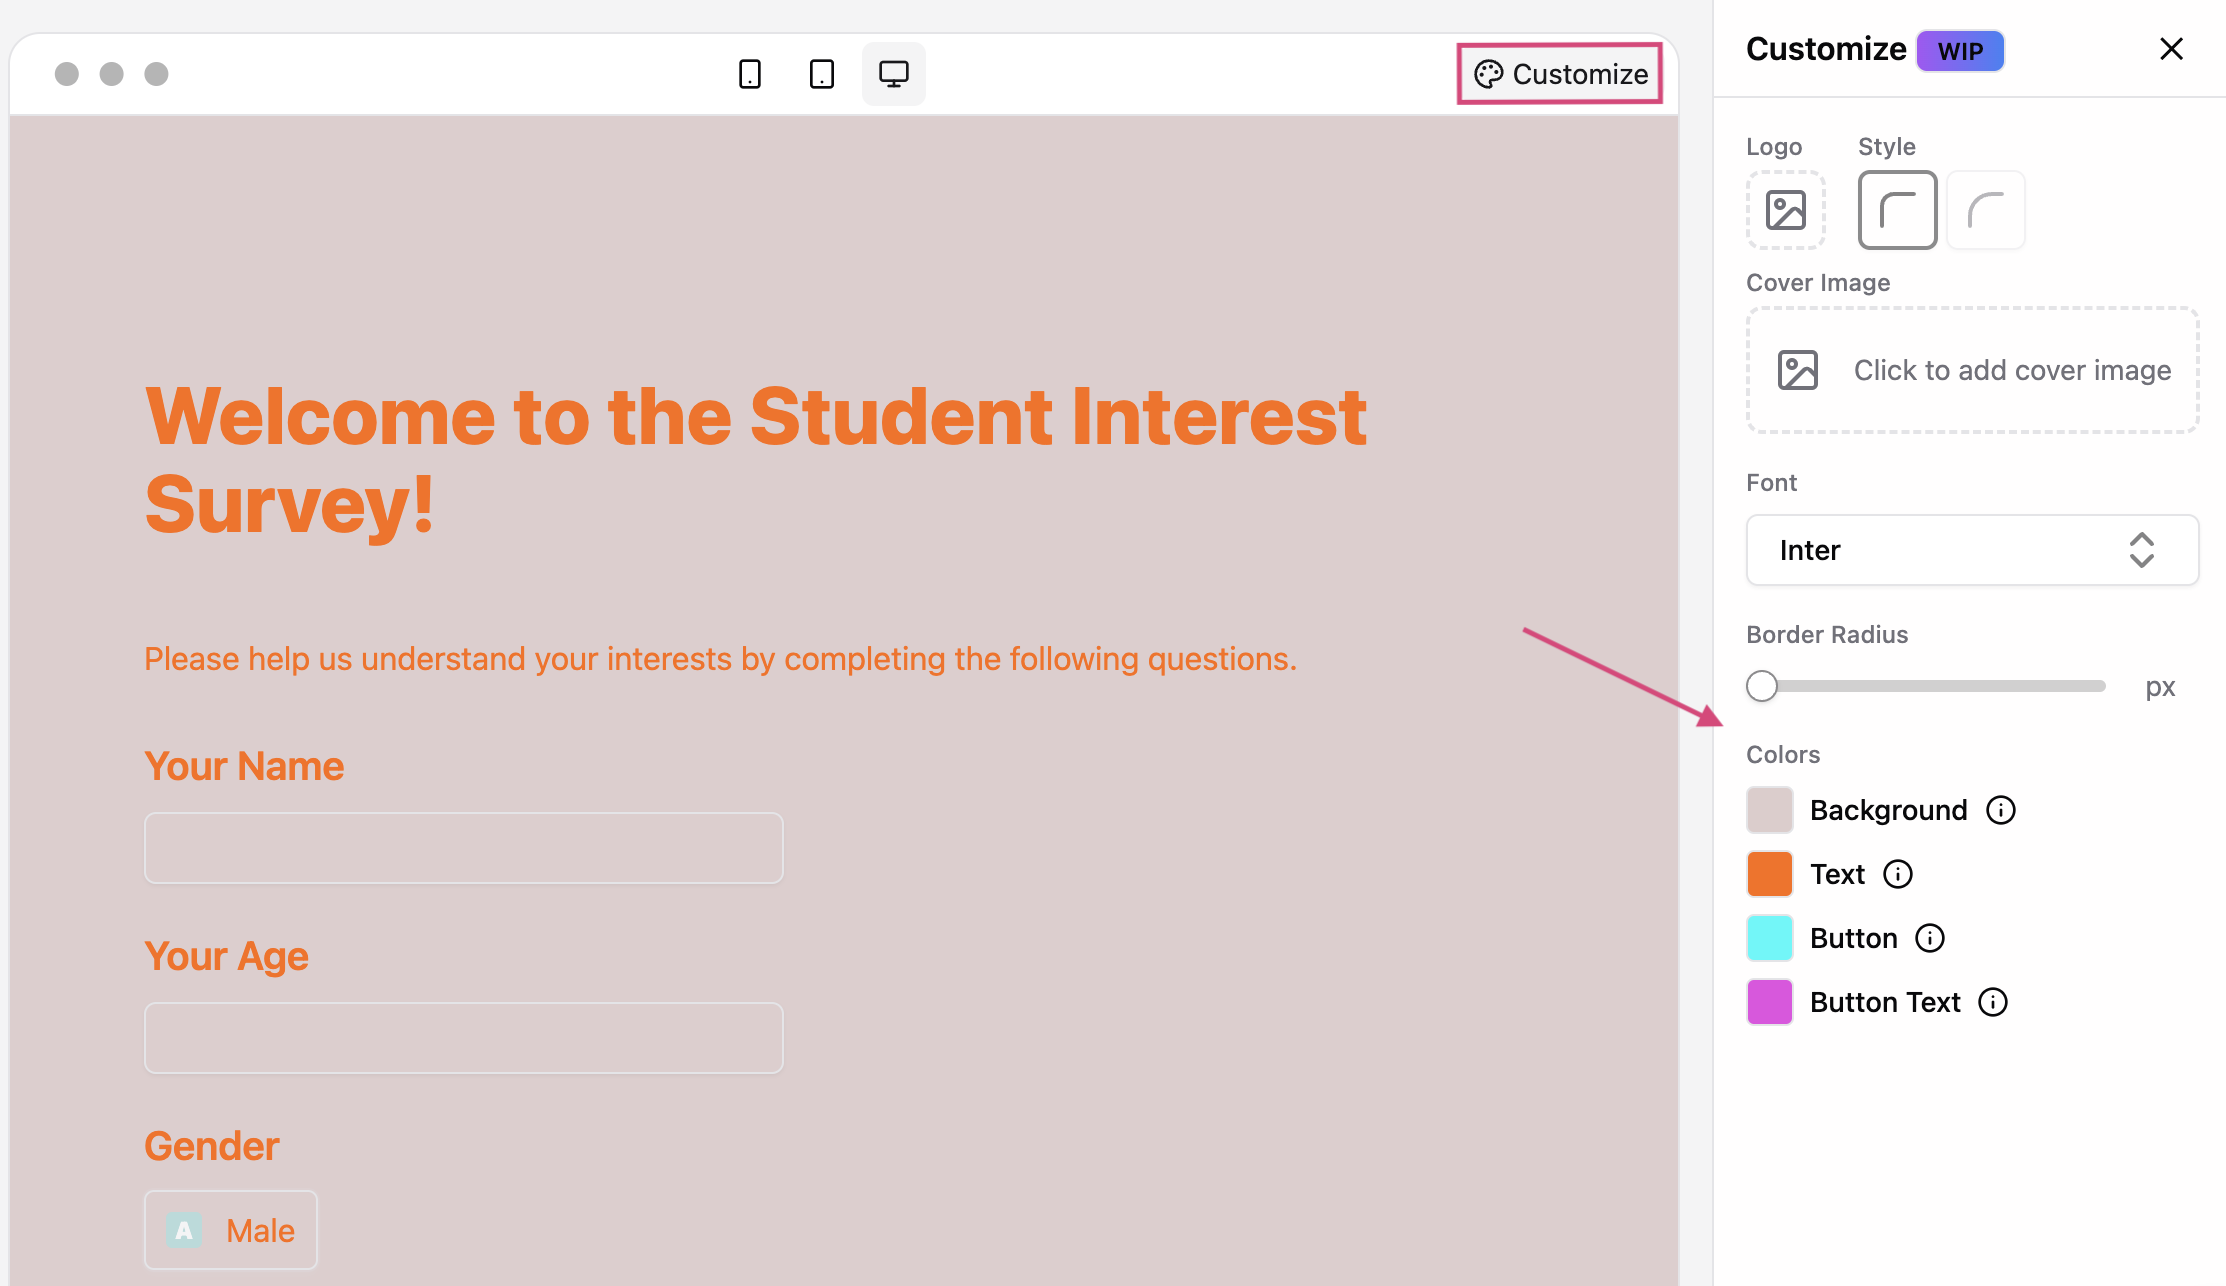 Customize
Customize WIP
Logo Style
Cover Image
Click to add cover image
Font
Inter
Border Radius
px
Colors
Background
Text
Button
Button Text
Welcome to the Student Interest
Survey!
Please help us understand your interests by completing the following questions.
Your Name
Your Age
Gender
A Male